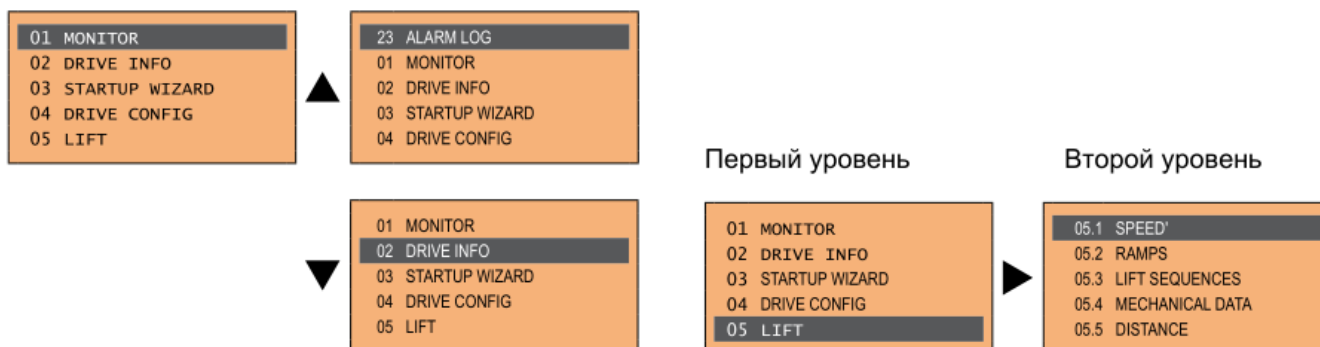 01 MONITOR
02 DRIVE INFO
03 STARTUP WIZARD
04 DRIVE CONFIG
05 LIFT
23 ALARM LOG
01 MONITOR
02 DRIVE INFO
03 STARTUP WIZARD
04 DRIVE CONFIG
01 MONITOR
02 DRIVE INFO
03 STARTUP WIZARD
04 DRIVE CONFIG
05 LIFT
Первый уровень
01 MONITOR
02 DRIVE INFO
03 STARTUP WIZARD
04 DRIVE CONFIG
05 LIFT
Второй уровень
05.1 SPEED'
05.2 RAMPS
05.3 LIFT SEQUENCES
05.4 MECHANICAL DATA
05.5 DISTANCE